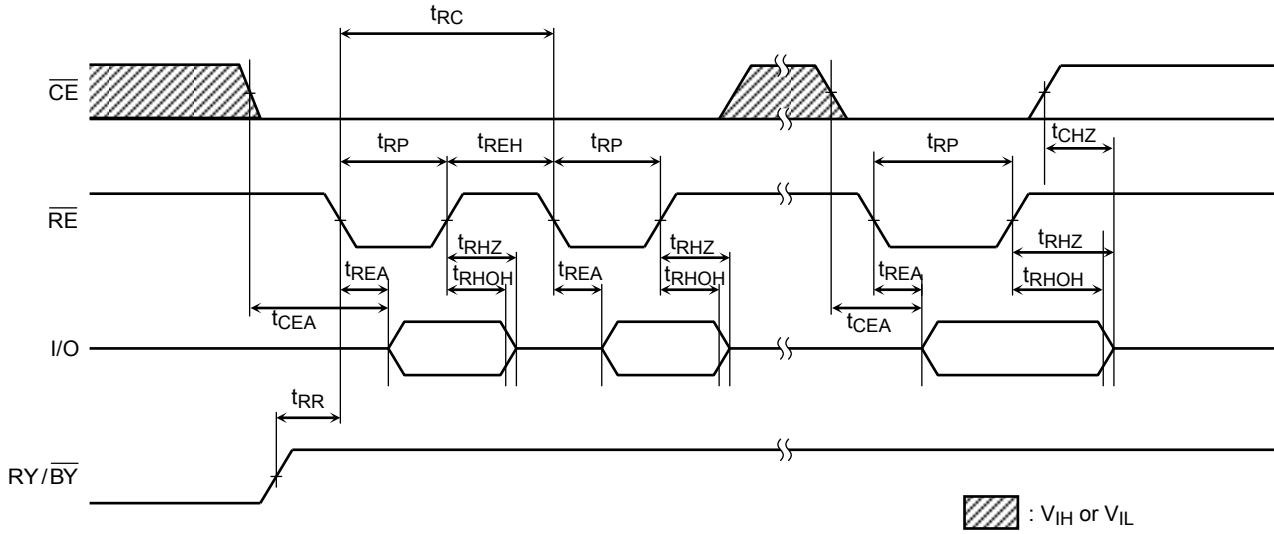 tRC
CE
tCHZ
tRP tREH tRP tRP
RE
tRHZ tRHZ tRHZ
tREA tRHOH tREA tRHOH tREA tRHOH
tCEA tCEA
I/O
tRR
RY/BY
: VIH or VIL